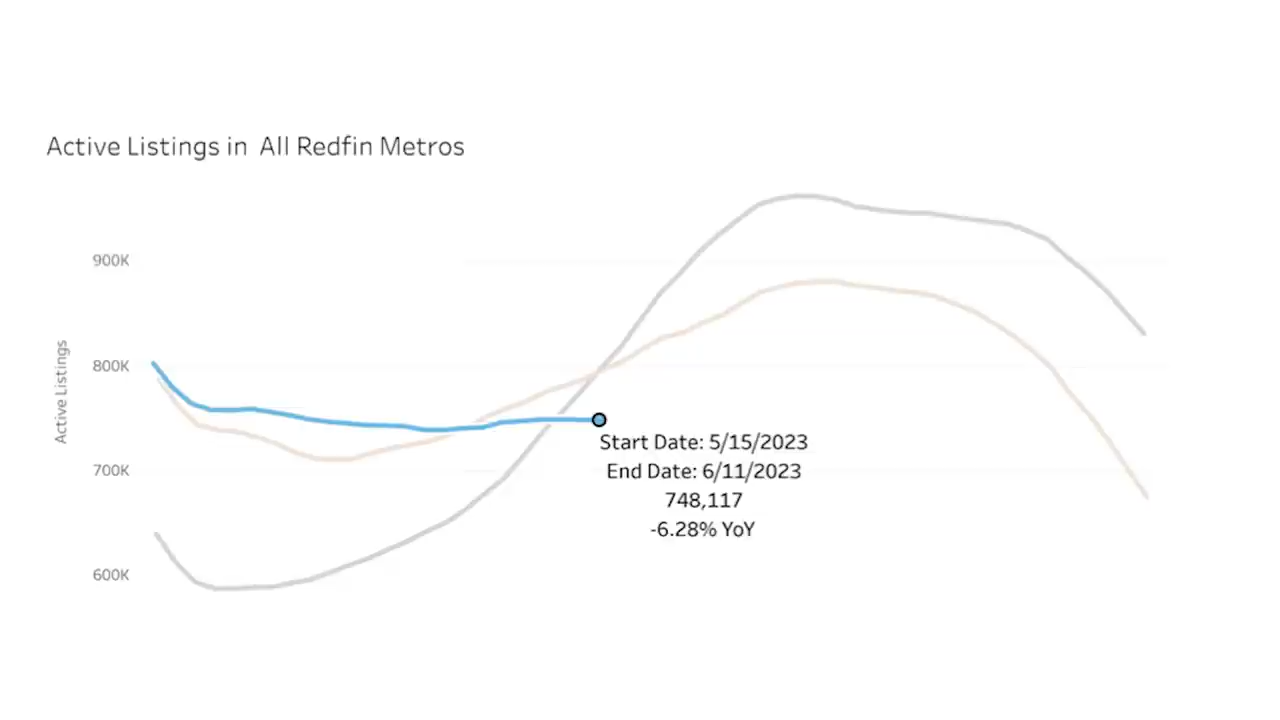 Active Listings in All Redfin Metros
900K
800K
700K
600K
Active Listings
Start Date: 5/15/2023
End Date: 6/11/2023
748,117
-6.28% YoY